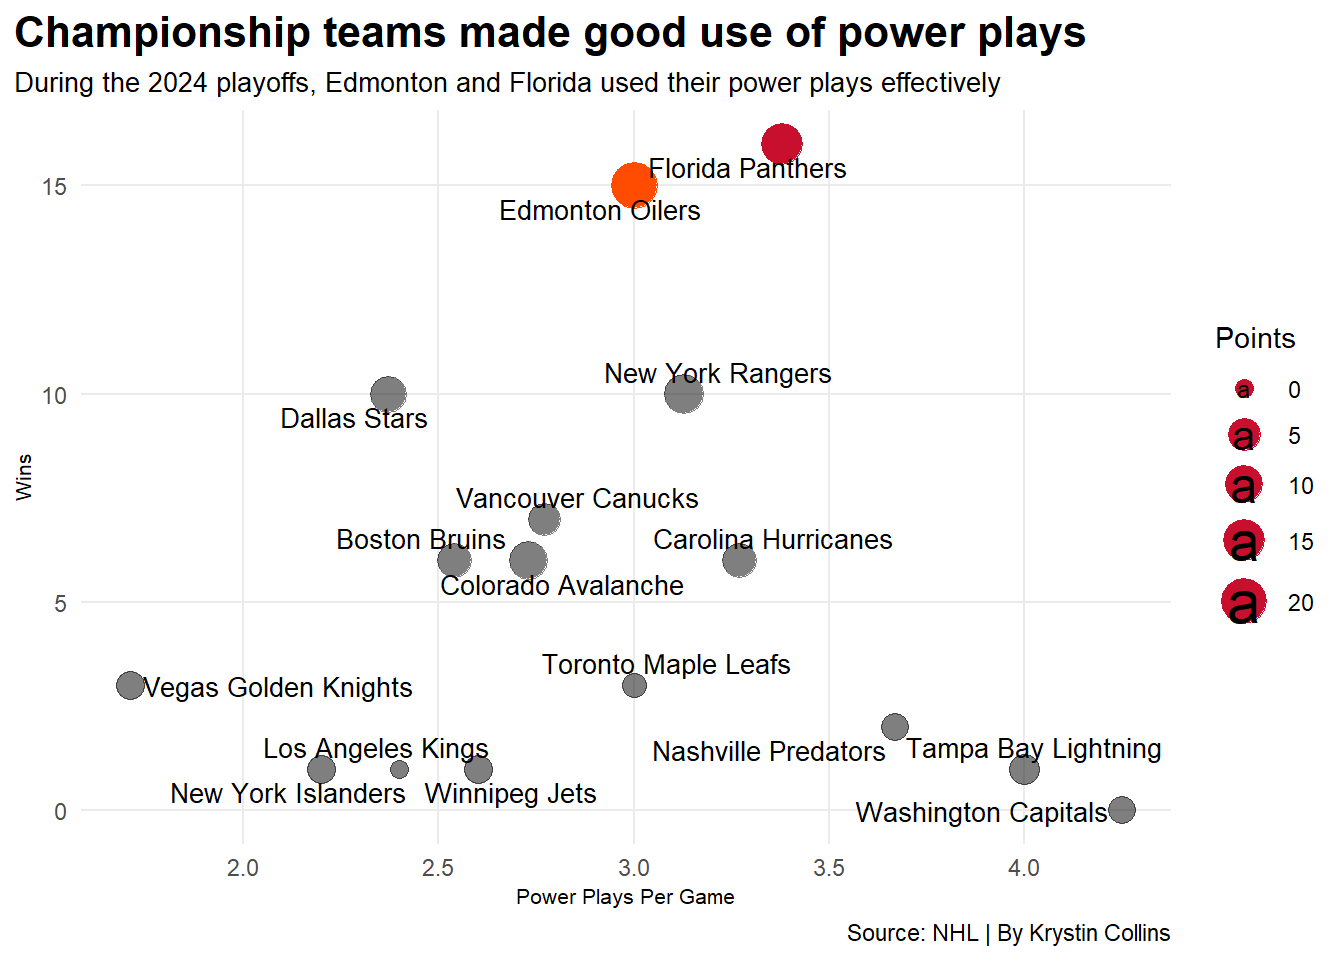 Championship teams made good use of power plays
During the 2024 playoffs, Edmonton and Florida used their power plays effectively
Florida Panthers
15
Edmonton Oilers
Points
New York Rangers
a 0
10
Dallas Stars
a 5
Wins
a 10
Vancouver Canucks
Boston Bruins
Carolina Hurricanes
a 15
Colorado Avalanche
5
a 20
Toronto Maple Leafs
Vegas Golden Knights
Los Angeles Kings
Nashville Predators
Tampa Bay Lightning
New York Islanders
Winnipeg Jets
0
Washington Capitals
2.0 2.5 3.0 3.5 4.0
Power Plays Per Game
Source: NHL | By Krystin Collins